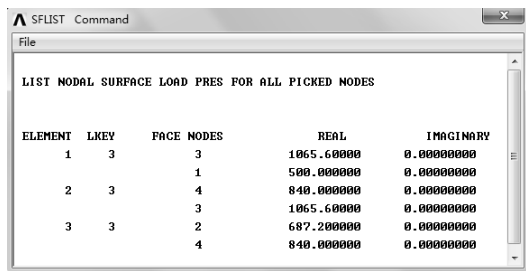 SFLIST Command
File
LIST NODAL SURFACE LOAD PRES FOR ALL PICKED NODES
ELEMENT LKEY FACE NODES REAL IMAGINARY
1 3 3 1065.60000 0.00000000
1 500.000000 0.00000000
2 3 4 840.000000 0.00000000
3 1065.60000 0.00000000
3 3 2 687.200000 0.00000000
4 840.000000 0.00000000